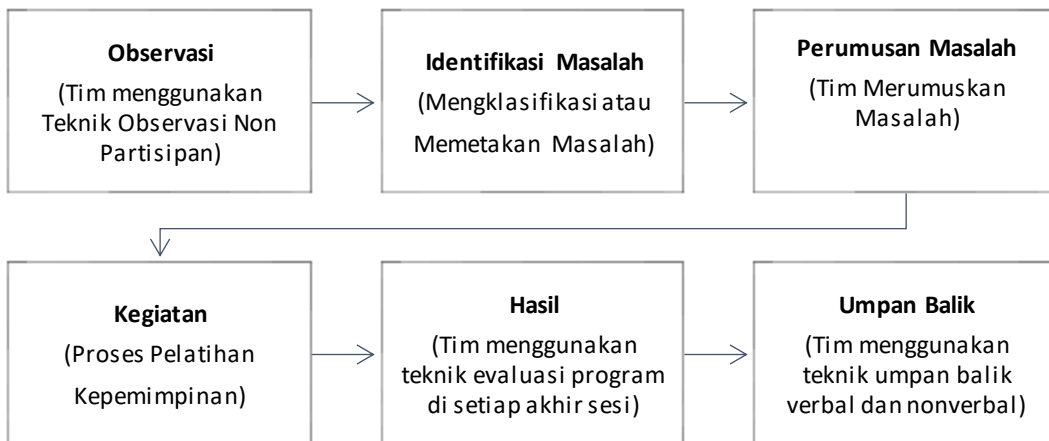 Observasi
(Tim menggunakan
Teknik Observasi Non
Partisipan)
Identifikasi Masalah
(Mengklasifikasi atau
Memetakan Masalah)
Perumusan Masalah
(Tim Merumuskan
Masalah)
Kegiatan
(Proses Pelatihan
Kepemimpinan)
Hasil
(Tim menggunakan
teknik evaluasi program
di setiap akhir sesi)
Umpan Balik
(Tim menggunakan
teknik umpan balik
verbal dan nonverbal)